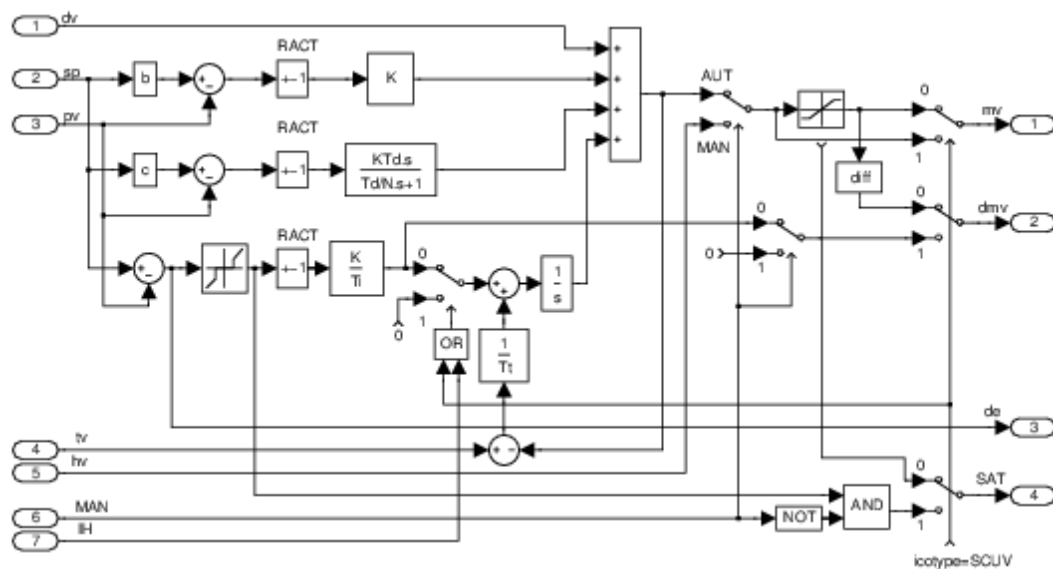 1 dv
2 sp
3 pv
b
+ -
RACT
+-1
K
c
+ -
RACT
+-1
KTd.s
Td/N.s+1
+ -
RACT
+-1
K
Ti
0
1
0
OR
+ +
1
s
1
Tt
+ -
+
+
+
+
AUT
MAN
0
1
mv
1
diff
0
1
dmv
2
0
1
0
de
3
4 tv
5 hv
6 MAN
7 IH
NOT
AND
0
1
SAT
4
icotype=SCUV